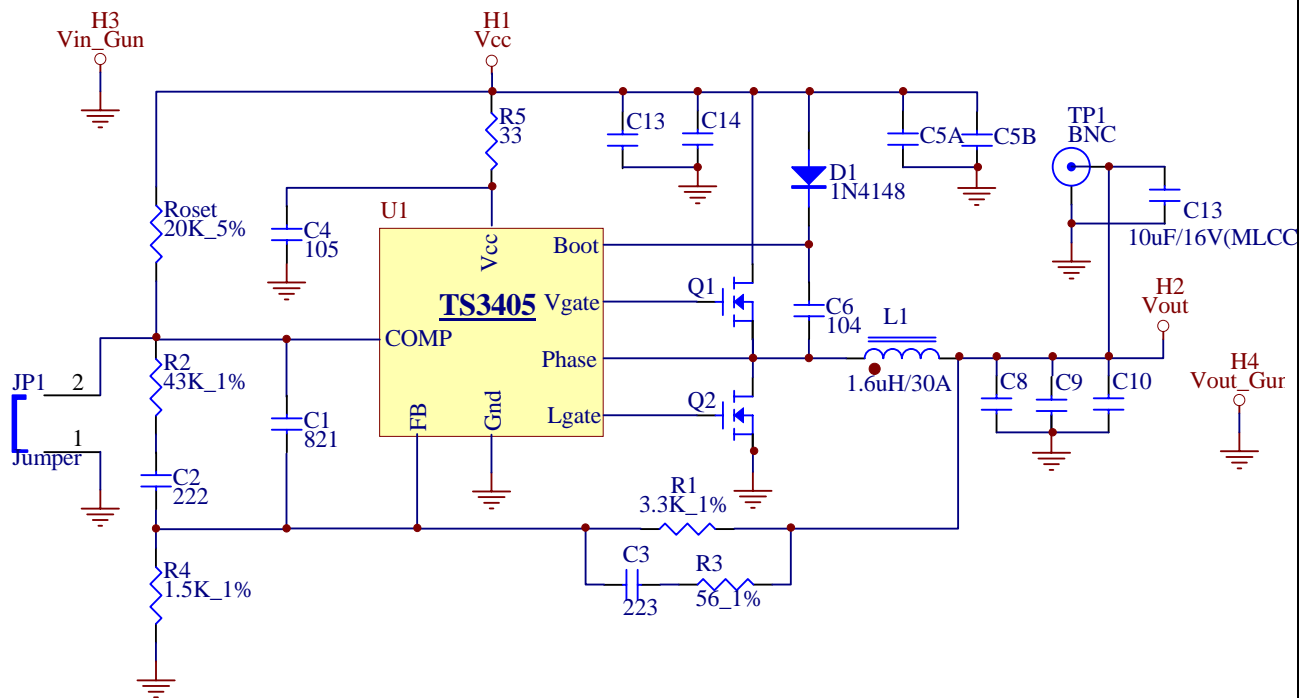 H3
Vin_Gun
H1
Vcc
R5
33
C13
C14
C5A
C5B
TP1
BNC
D1
1N4148
C13
10uF/16V(MLCC
Roset
20K_5%
C4
105
U1
Vcc
Boot
TS3405
Q1
Vgate
C6
104
L1
H2
Vout
COMP
Phase
1.6uH/30A
R2
43K_1%
JP1
2
C1
821
FB
Gnd
Lgate
Q2
C8
C9
C10
H4
Vout_Gun
1
Jumper
C2
222
R1
3.3K_1%
C3
223
R3
56_1%
R4
1.5K_1%